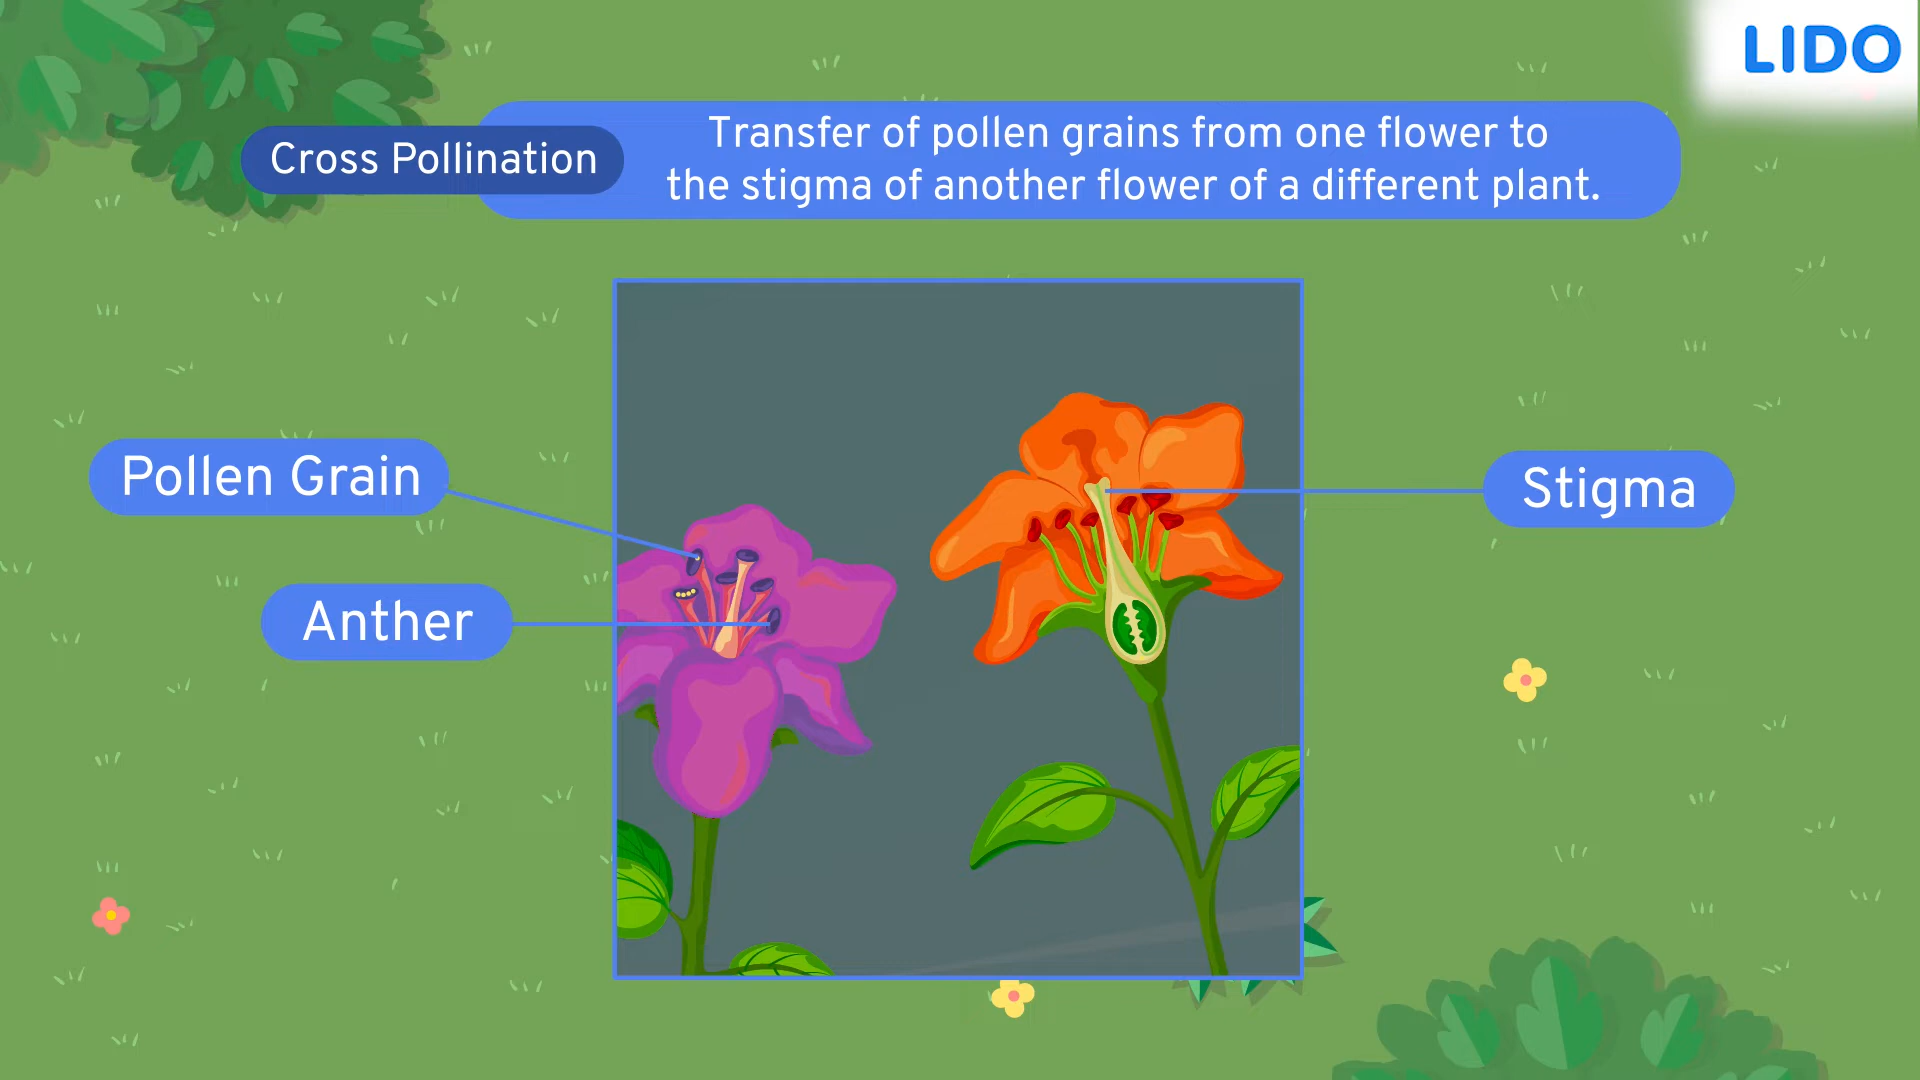 LIDO
Cross Pollination
Transfer of pollen grains from one flower to
the stigma of another flower of a different plant.
Pollen Grain
Stigma
Anther